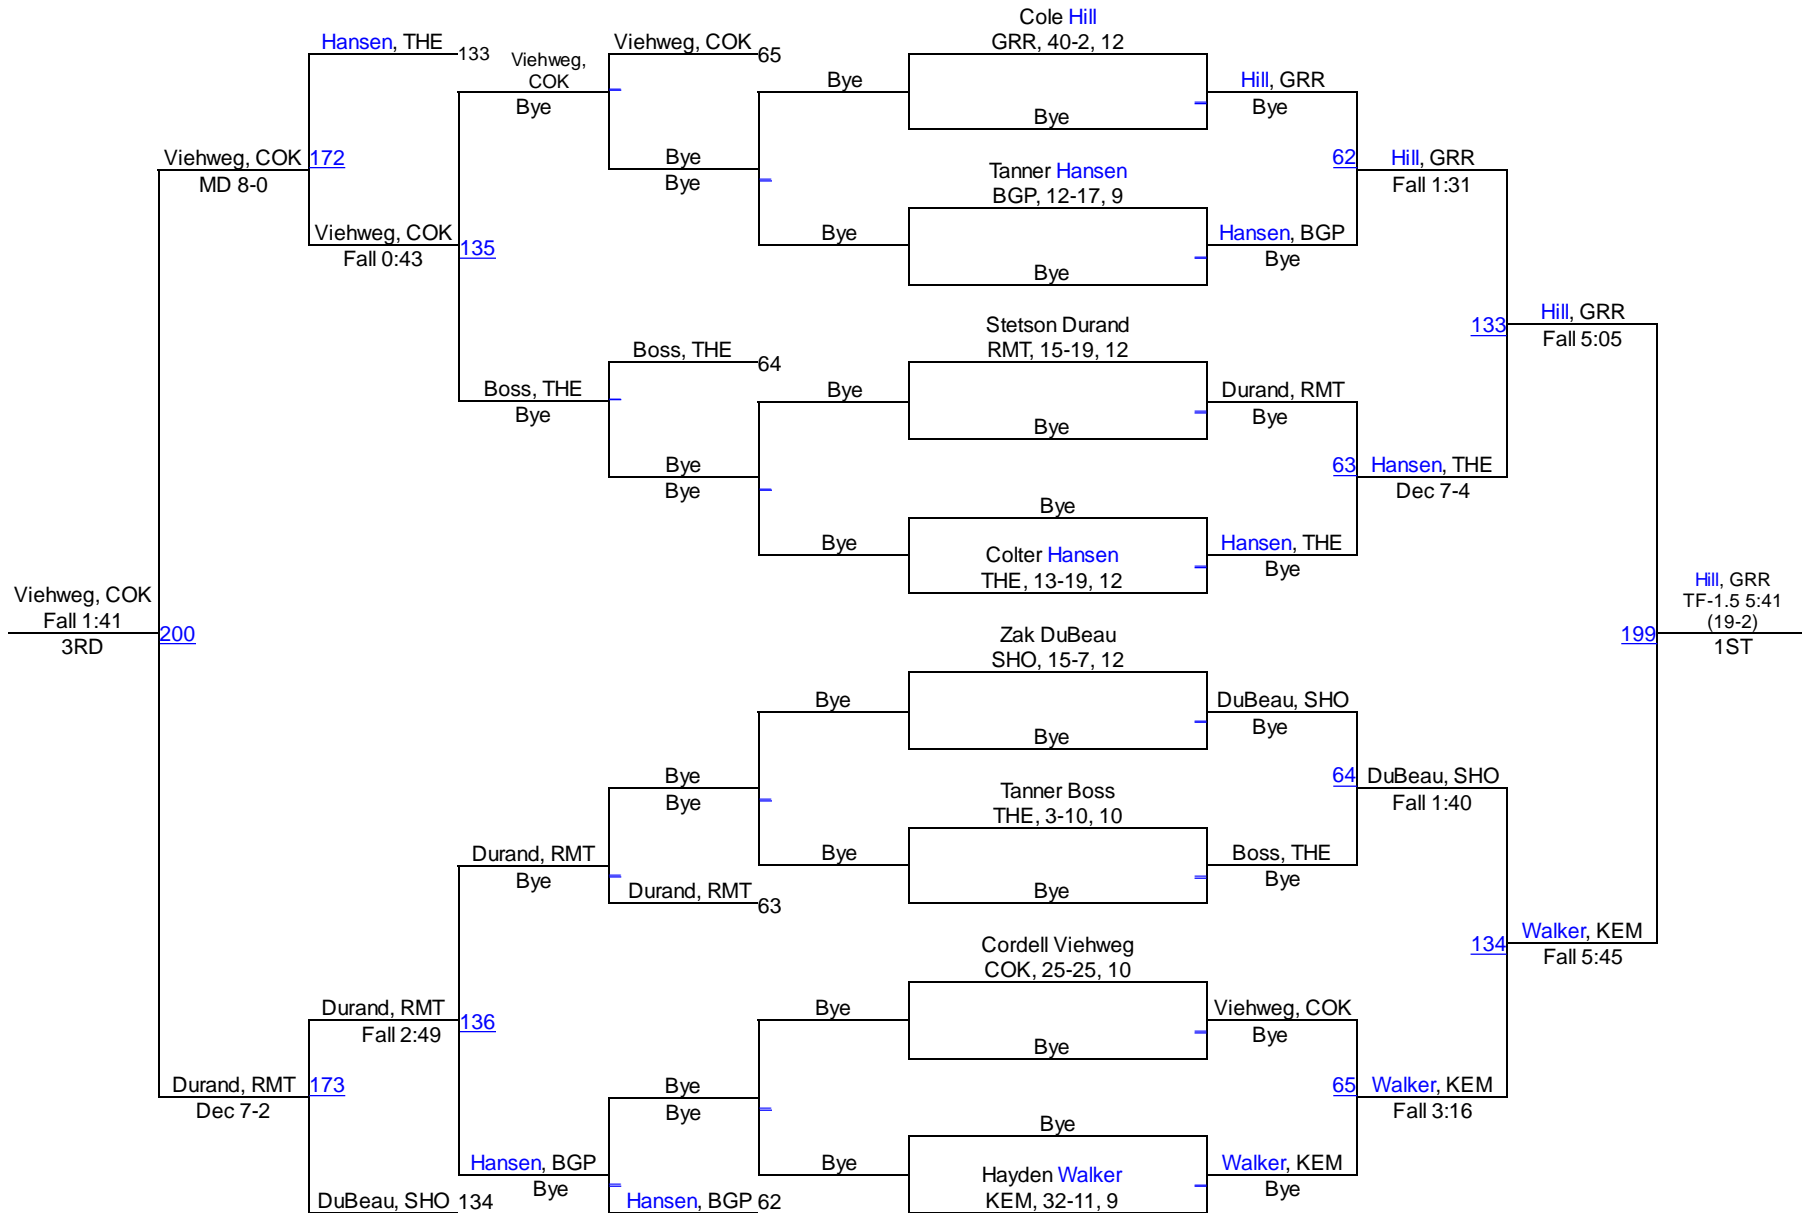 Cole Hill
Hansen, THE
133
Viehweg,
COK
Bye
Viehweg, COK
65
Bye
GRR, 40-2, 12
Bye
Hill, GRR
Bye
Viehweg, COK
MD 8-0
172
Bye
Bye
Tanner Hansen
BGP, 12-17, 9
62
Hill, GRR
Fall 1:31
Viehweg, COK
Fall 0:43
135
Bye
Bye
Hansen, BGP
Bye
Stetson Durand
RMT, 15-19, 12
133
Hill, GRR
Fall 5:05
Boss, THE
64
Boss, THE
Bye
Bye
Bye
Durand, RMT
Bye
Bye
Bye
63
Hansen, THE
Dec 7-4
Bye
Bye
Colter Hansen
THE, 13-19, 12
Hansen, THE
Bye
Viehweg, COK
Fall 1:41
3RD
200
Zak DuBeau
SHO, 15-7, 12
199
Hill, GRR
TF-1.5 5:41
(19-2)
1ST
Bye
Bye
DuBeau, SHO
Bye
Bye
Bye
Tanner Boss
THE, 3-10, 10
64
DuBeau, SHO
Fall 1:40
Durand, RMT
Bye
Durand, RMT
63
Bye
Bye
Boss, THE
Bye
Cordell Viehweg
COK, 25-25, 10
134
Walker, KEM
Fall 5:45
Durand, RMT
Fall 2:49
136
Bye
Bye
Viehweg, COK
Bye
Durand, RMT
Dec 7-2
173
Bye
Bye
65
Walker, KEM
Fall 3:16
Hansen, BGP
Bye
Bye
Bye
Hayden Walker
KEM, 32-11, 9
Walker, KEM
Bye
DuBeau, SHO
134
Hansen, BGP
62